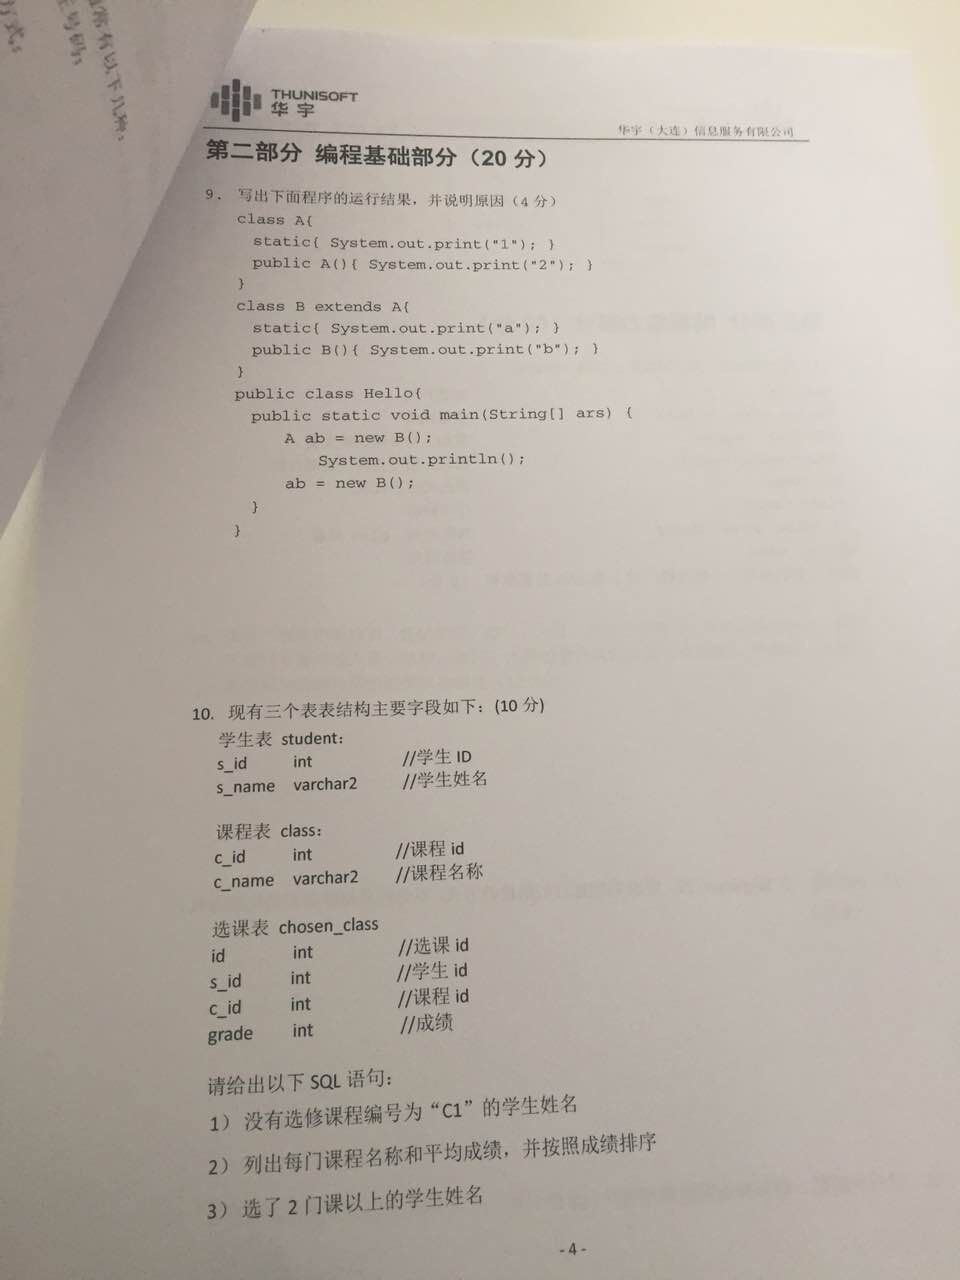 常有以下几种:
号码;
方式;
THUNISOFT
华宇
华宇（大连）信息服务有限公司
第二部分 编程基础部分（20 分）
9. 写出下面程序的运行结果，并说明原因（4 分）
class A{
static{ System.out.print("1"); }
public A(){ System.out.print("2"); }
}
class B extends A{
static{ System.out.print("a"); }
public B(){ System.out.print("b"); }
}
public class Hello{
public static void main(String[] ars) {
A ab = new B();
System.out.println();
ab = new B();
}
}
10. 现有三个表表结构主要字段如下：(10 分)
学生表 student：
s_id int //学生 ID
s_name varchar2 //学生姓名
课程表 class：
c_id int //课程 id
c_name varchar2 //课程名称
选课表 chosen_class
id int //选课 id
s_id int //学生 id
c_id int //课程 id
grade int //成绩
请给出以下 SQL 语句：
1） 没有选修课程编号为“C1”的学生姓名
2） 列出每门课程名称和平均成绩，并按照成绩排序
3） 选了 2 门课以上的学生姓名
- 4 -